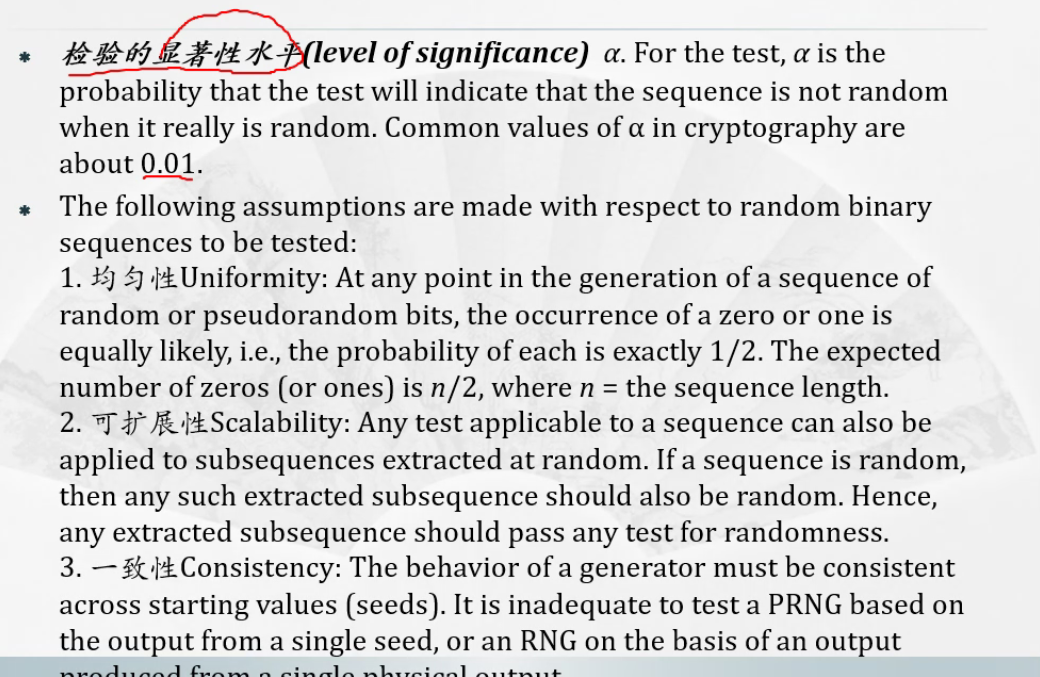 * 检验的显著性水平(level of significance) α. For the test, α is the
probability that the test will indicate that the sequence is not random
when it really is random. Common values of α in cryptography are
about 0.01.
* The following assumptions are made with respect to random binary
sequences to be tested:
1. 均匀性Uniformity: At any point in the generation of a sequence of
random or pseudorandom bits, the occurrence of a zero or one is
equally likely, i.e., the probability of each is exactly 1/2. The expected
number of zeros (or ones) is n/2, where n = the sequence length.
2. 可扩展性Scalability: Any test applicable to a sequence can also be
applied to subsequences extracted at random. If a sequence is random,
then any such extracted subsequence should also be random. Hence,
any extracted subsequence should pass any test for randomness.
3. 一致性Consistency: The behavior of a generator must be consistent
across starting values (seeds). It is inadequate to test a PRNG based on
the output from a single seed, or an RNG on the basis of an output
produced from a single physical output